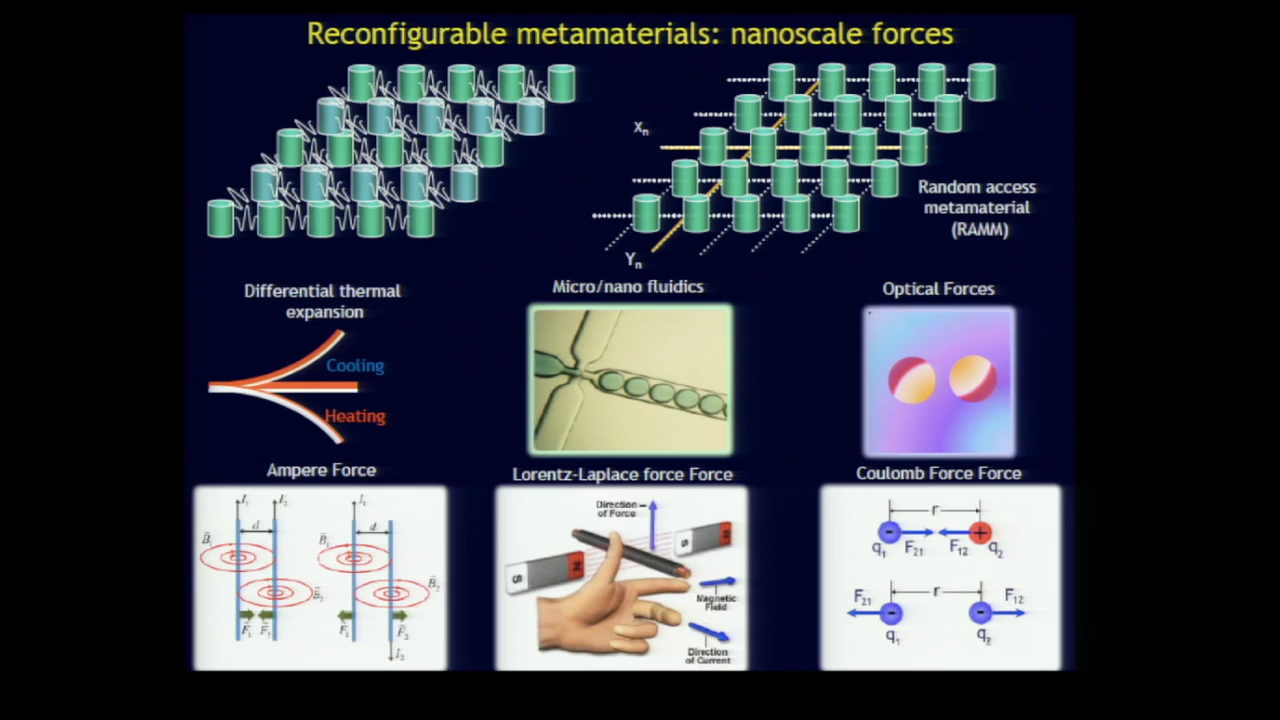 Reconfigurable metamaterials: nanoscale forces
Xn
Yn
Random access
metamaterial
(RAMM)
Differential thermal
expansion
Cooling
Heating
Micro/nano fluidics
Optical Forces
Ampere Force
I1
I2
d
B1
B2
F1
F2
I1
d
B1
B2
F1
F2
I2
Lorentz-Laplace force Force
Direction
of Force
S
N
S
N
Magnetic
Field
Direction
of Current
Coulomb Force Force
r
- +
q1 F21 F12 q2
r
F21 F12
- -
q1 q2